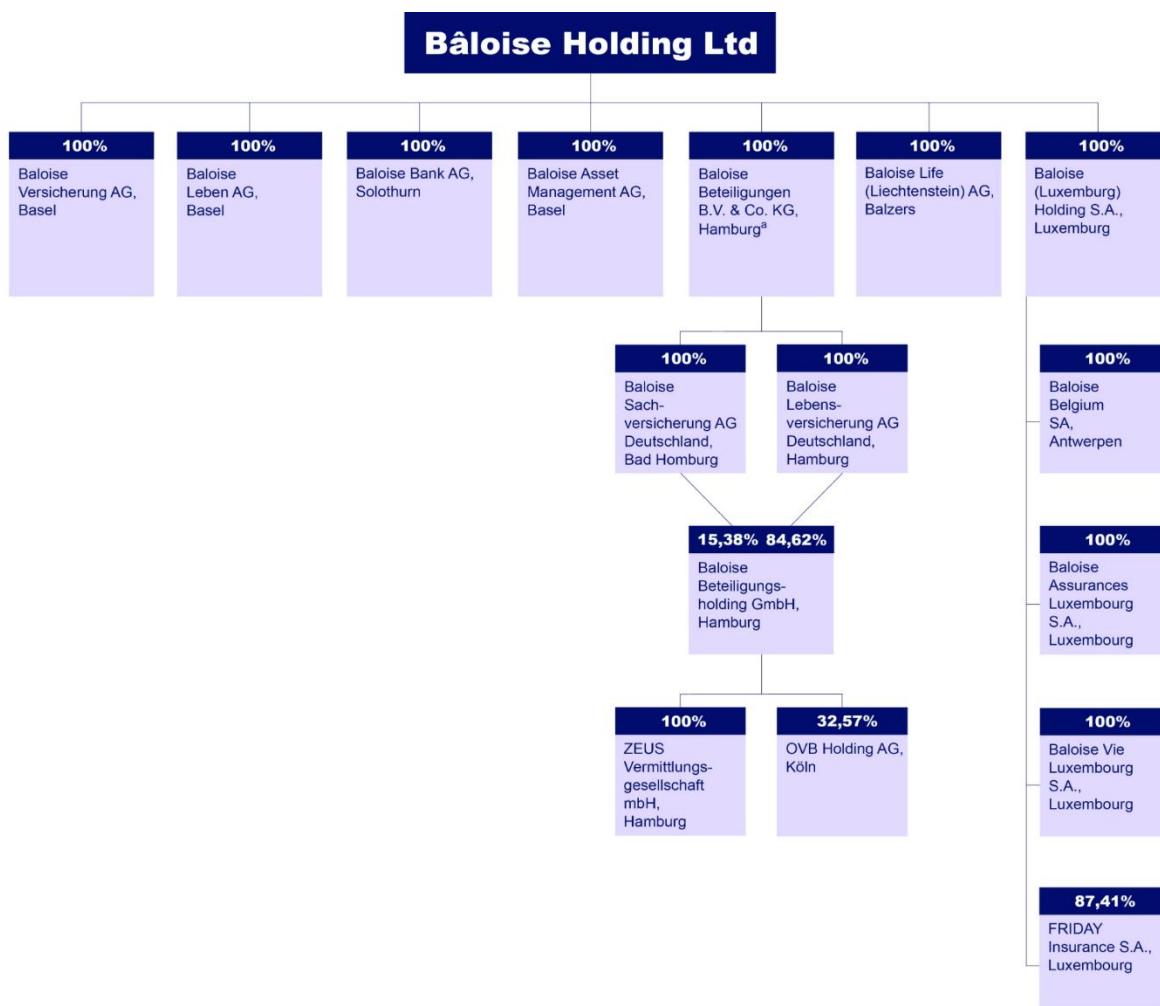 Bâloise Holding Ltd
100%
Baloise
Versicherung AG,
Basel
100%
Baloise
Leben AG,
Basel
100%
Baloise Bank AG,
Solothurn
100%
Baloise Asset
Management AG,
Basel
100%
Baloise
Beteiligungen
B.V. & Co. KG,
Hamburgᵃ
100%
Baloise Life
(Liechtenstein) AG,
Balzers
100%
Baloise
(Luxemburg)
Holding S.A.,
Luxemburg
100%
Baloise
Sach-
versicherung AG
Deutschland,
Bad Homburg
100%
Baloise
Lebens-
versicherung AG
Deutschland,
Hamburg
100%
Baloise
Belgium
SA,
Antwerpen
15,38% 84,62%
Baloise
Beteiligungs-
holding GmbH,
Hamburg
100%
Baloise
Assurances
Luxembourg
S.A.,
Luxembourg
100%
ZEUS
Vermittlungs-
gesellschaft
mbH,
Hamburg
32,57%
OVB Holding AG,
Köln
100%
Baloise Vie
Luxembourg
S.A.,
Luxembourg
87,41%
FRIDAY
Insurance S.A.,
Luxembourg